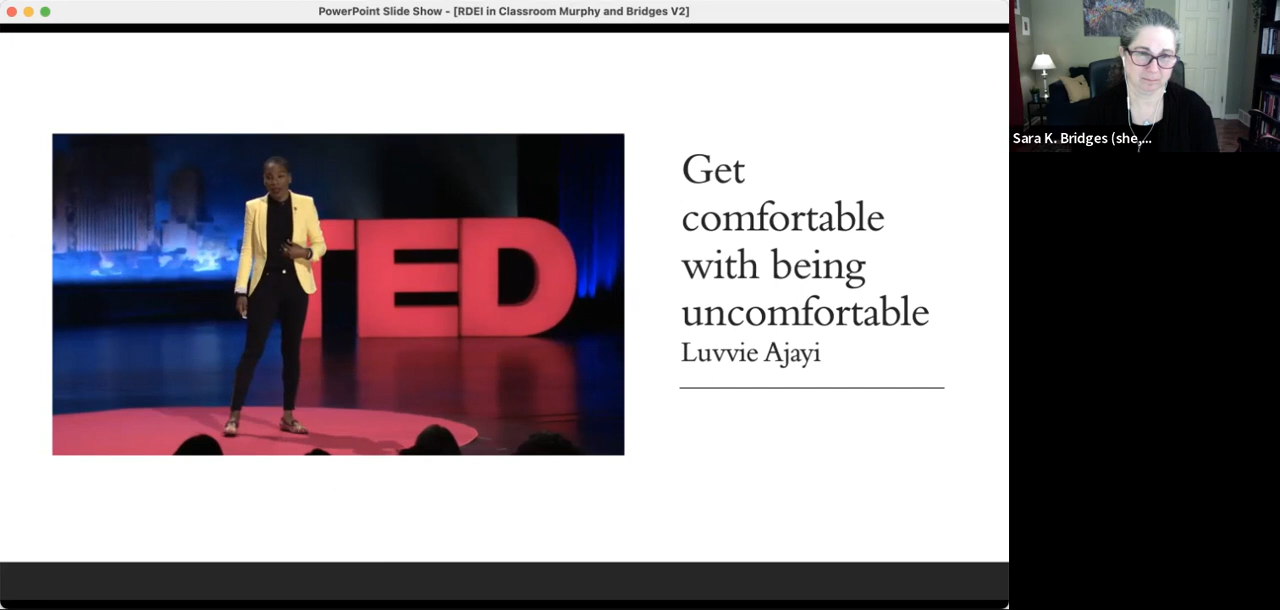 PowerPoint Slide Show - [RDEI in Classroom Murphy and Bridges V2]
Sara K. Bridges (she,...
TED
Get
comfortable
with being
uncomfortable
Luvvie Ajayi